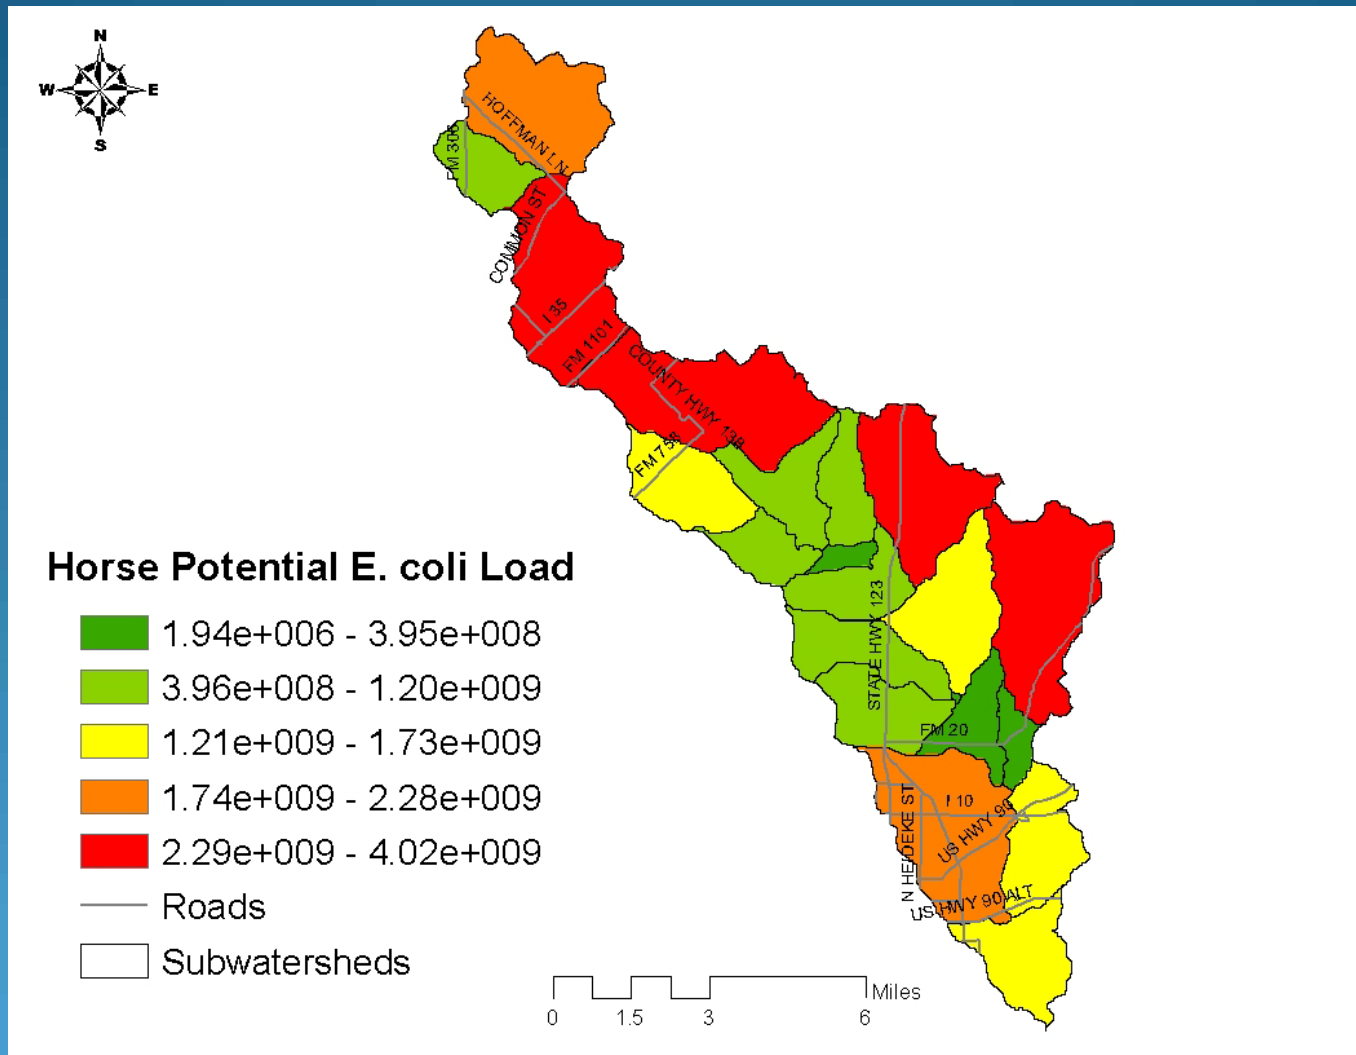 N
W E
S
HOFFMAN LN
FM 306
COMMON ST
I 35
FM 1101
COUNTY HWY 138
FM 758
STATE HWY 123
FM 20
I 10
US HWY 90
N HEIDEKE ST
US HWY 90 ALT
Horse Potential E. coli Load
1.94e+006 - 3.95e+008
3.96e+008 - 1.20e+009
1.21e+009 - 1.73e+009
1.74e+009 - 2.28e+009
2.29e+009 - 4.02e+009
Roads
Subwatersheds
Miles
0 1.5 3 6